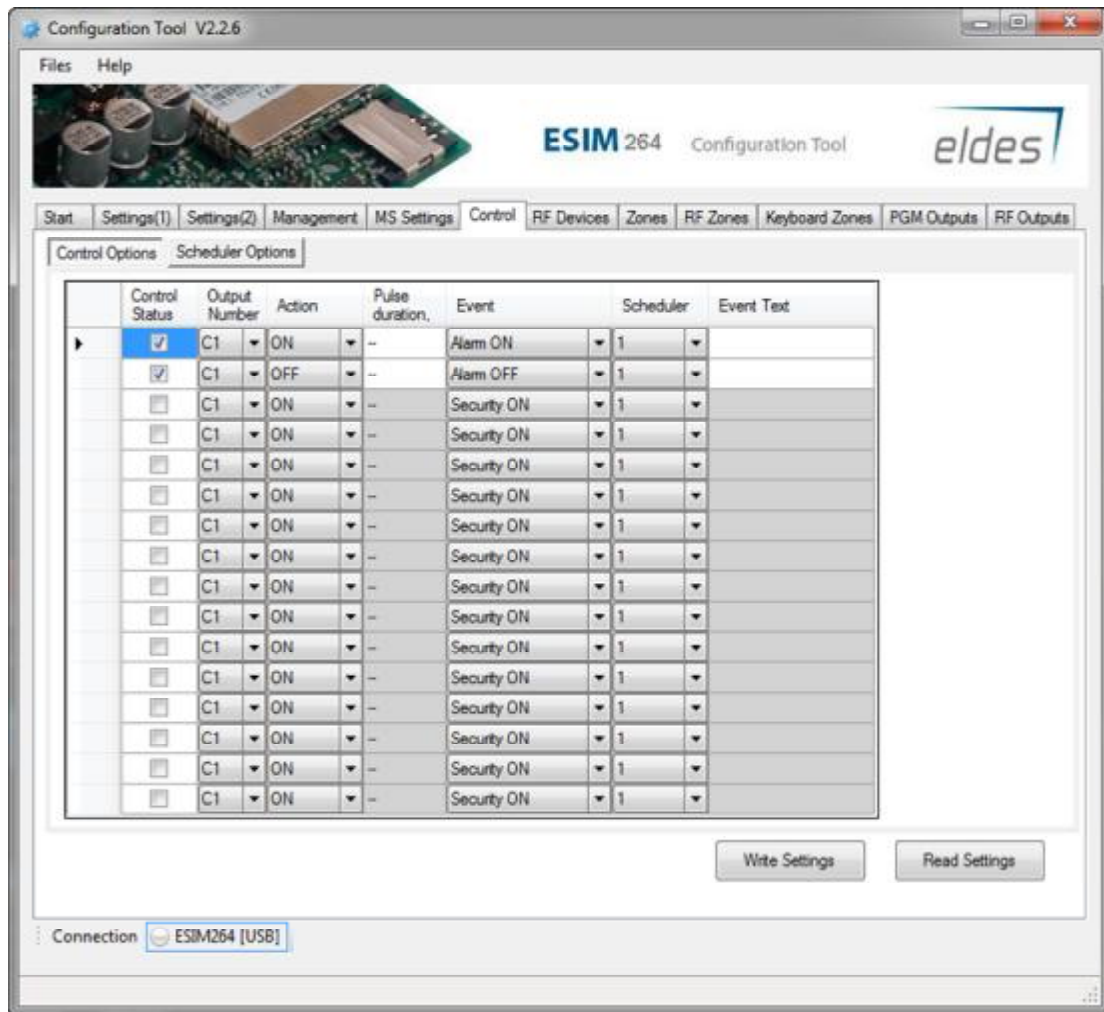 Configuration Tool V2.2.6
Files Help
ESIM 264 Configuration Tool eldes
Start Settings(1) Settings(2) Management MS Settings Control RF Devices Zones RF Zones Keyboard Zones PGM Outputs RF Outputs
Control Options Scheduler Options
Control Status Output Number Action Pulse duration, Event Scheduler Event Text
C1 ON -- Alarm ON 1
C1 OFF -- Alarm OFF 1
C1 ON -- Security ON 1
C1 ON -- Security ON 1
C1 ON -- Security ON 1
C1 ON -- Security ON 1
C1 ON -- Security ON 1
C1 ON -- Security ON 1
C1 ON -- Security ON 1
C1 ON -- Security ON 1
C1 ON -- Security ON 1
C1 ON -- Security ON 1
C1 ON -- Security ON 1
C1 ON -- Security ON 1
C1 ON -- Security ON 1
C1 ON -- Security ON 1
Write Settings Read Settings
Connection ESIM264 [USB]